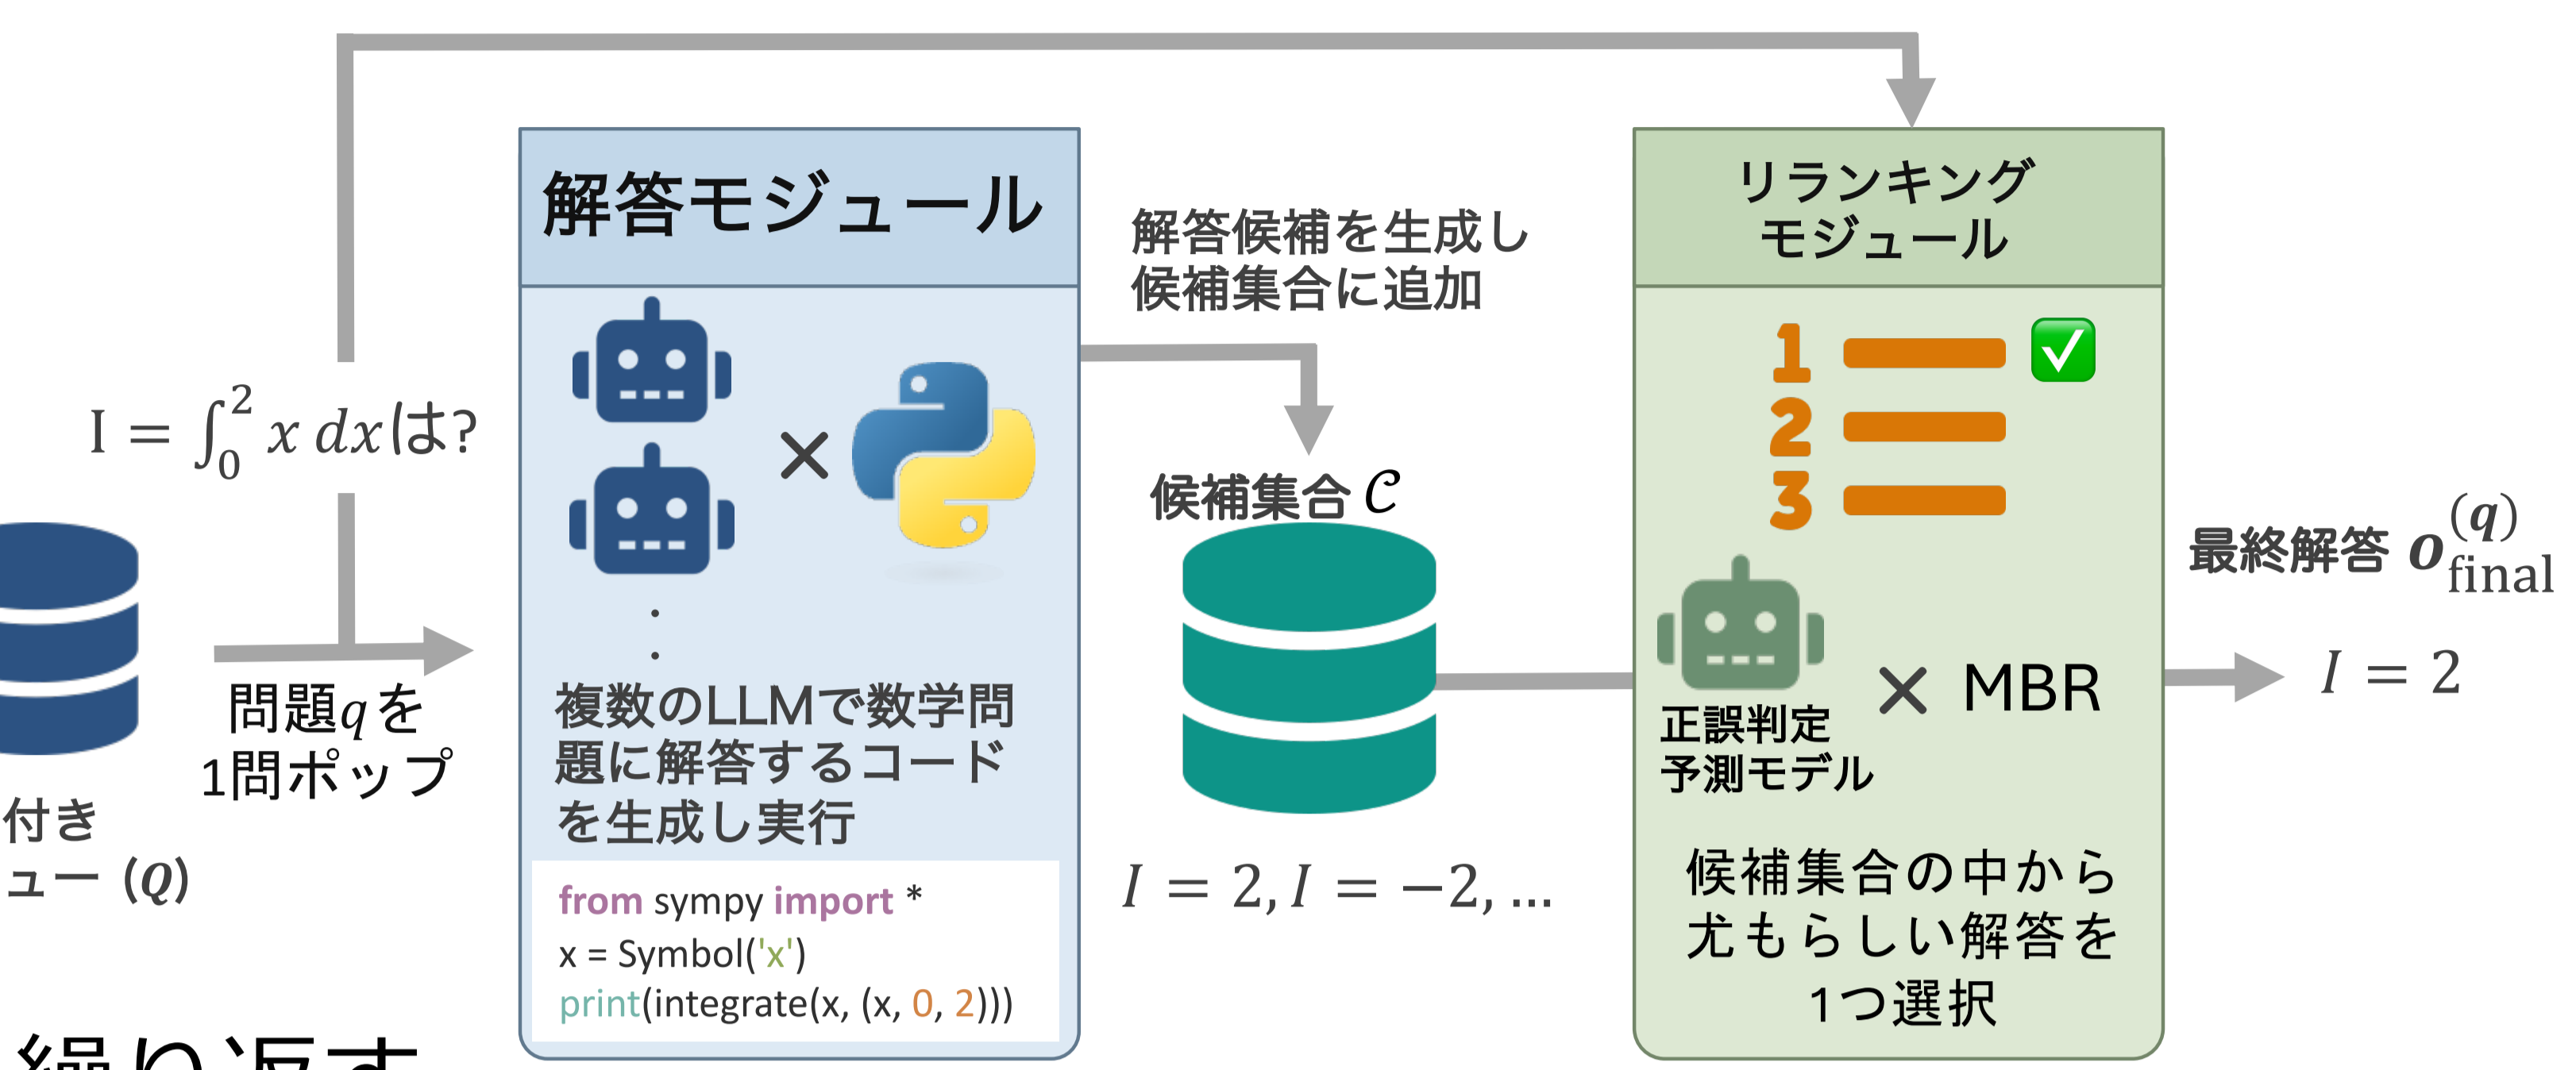 I = ∫₀² x dxは?
問題qを
1問ポップ
付き
ュー (Q)
繰り返す
解答モジュール
複数のLLMで数学問
題に解答するコード
を生成し実行
from sympy import *
x = Symbol('x')
print(integrate(x, (x, 0, 2)))
解答候補を生成し
候補集合に追加
候補集合 𝒞
I = 2, I = −2, ...
リランキング
モジュール
1
2
3
正誤判定
予測モデル
× MBR
候補集合の中から
尤もらしい解答を
1つ選択
最終解答 o_final^(q)
I = 2